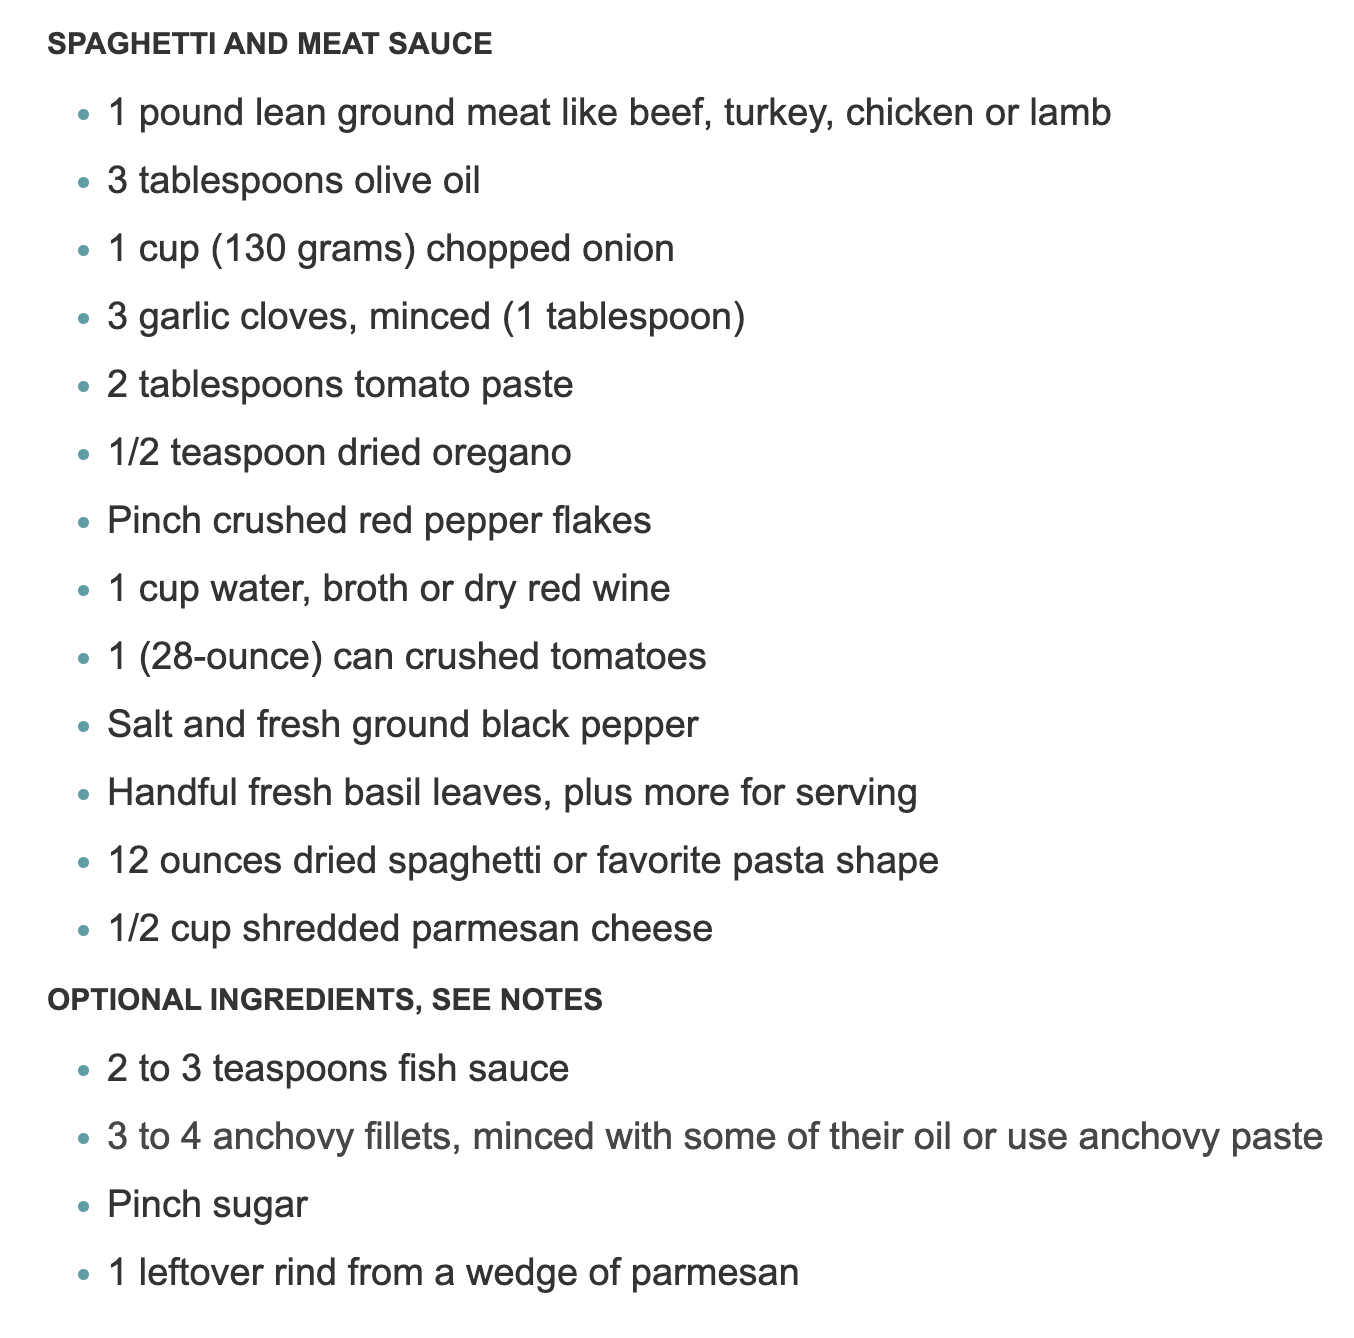 SPAGHETTI AND MEAT SAUCE
• 1 pound lean ground meat like beef, turkey, chicken or lamb
• 3 tablespoons olive oil
• 1 cup (130 grams) chopped onion
• 3 garlic cloves, minced (1 tablespoon)
• 2 tablespoons tomato paste
• 1/2 teaspoon dried oregano
• Pinch crushed red pepper flakes
• 1 cup water, broth or dry red wine
• 1 (28-ounce) can crushed tomatoes
• Salt and fresh ground black pepper
• Handful fresh basil leaves, plus more for serving
• 12 ounces dried spaghetti or favorite pasta shape
• 1/2 cup shredded parmesan cheese
OPTIONAL INGREDIENTS, SEE NOTES
• 2 to 3 teaspoons fish sauce
• 3 to 4 anchovy fillets, minced with some of their oil or use anchovy paste
• Pinch sugar
• 1 leftover rind from a wedge of parmesan